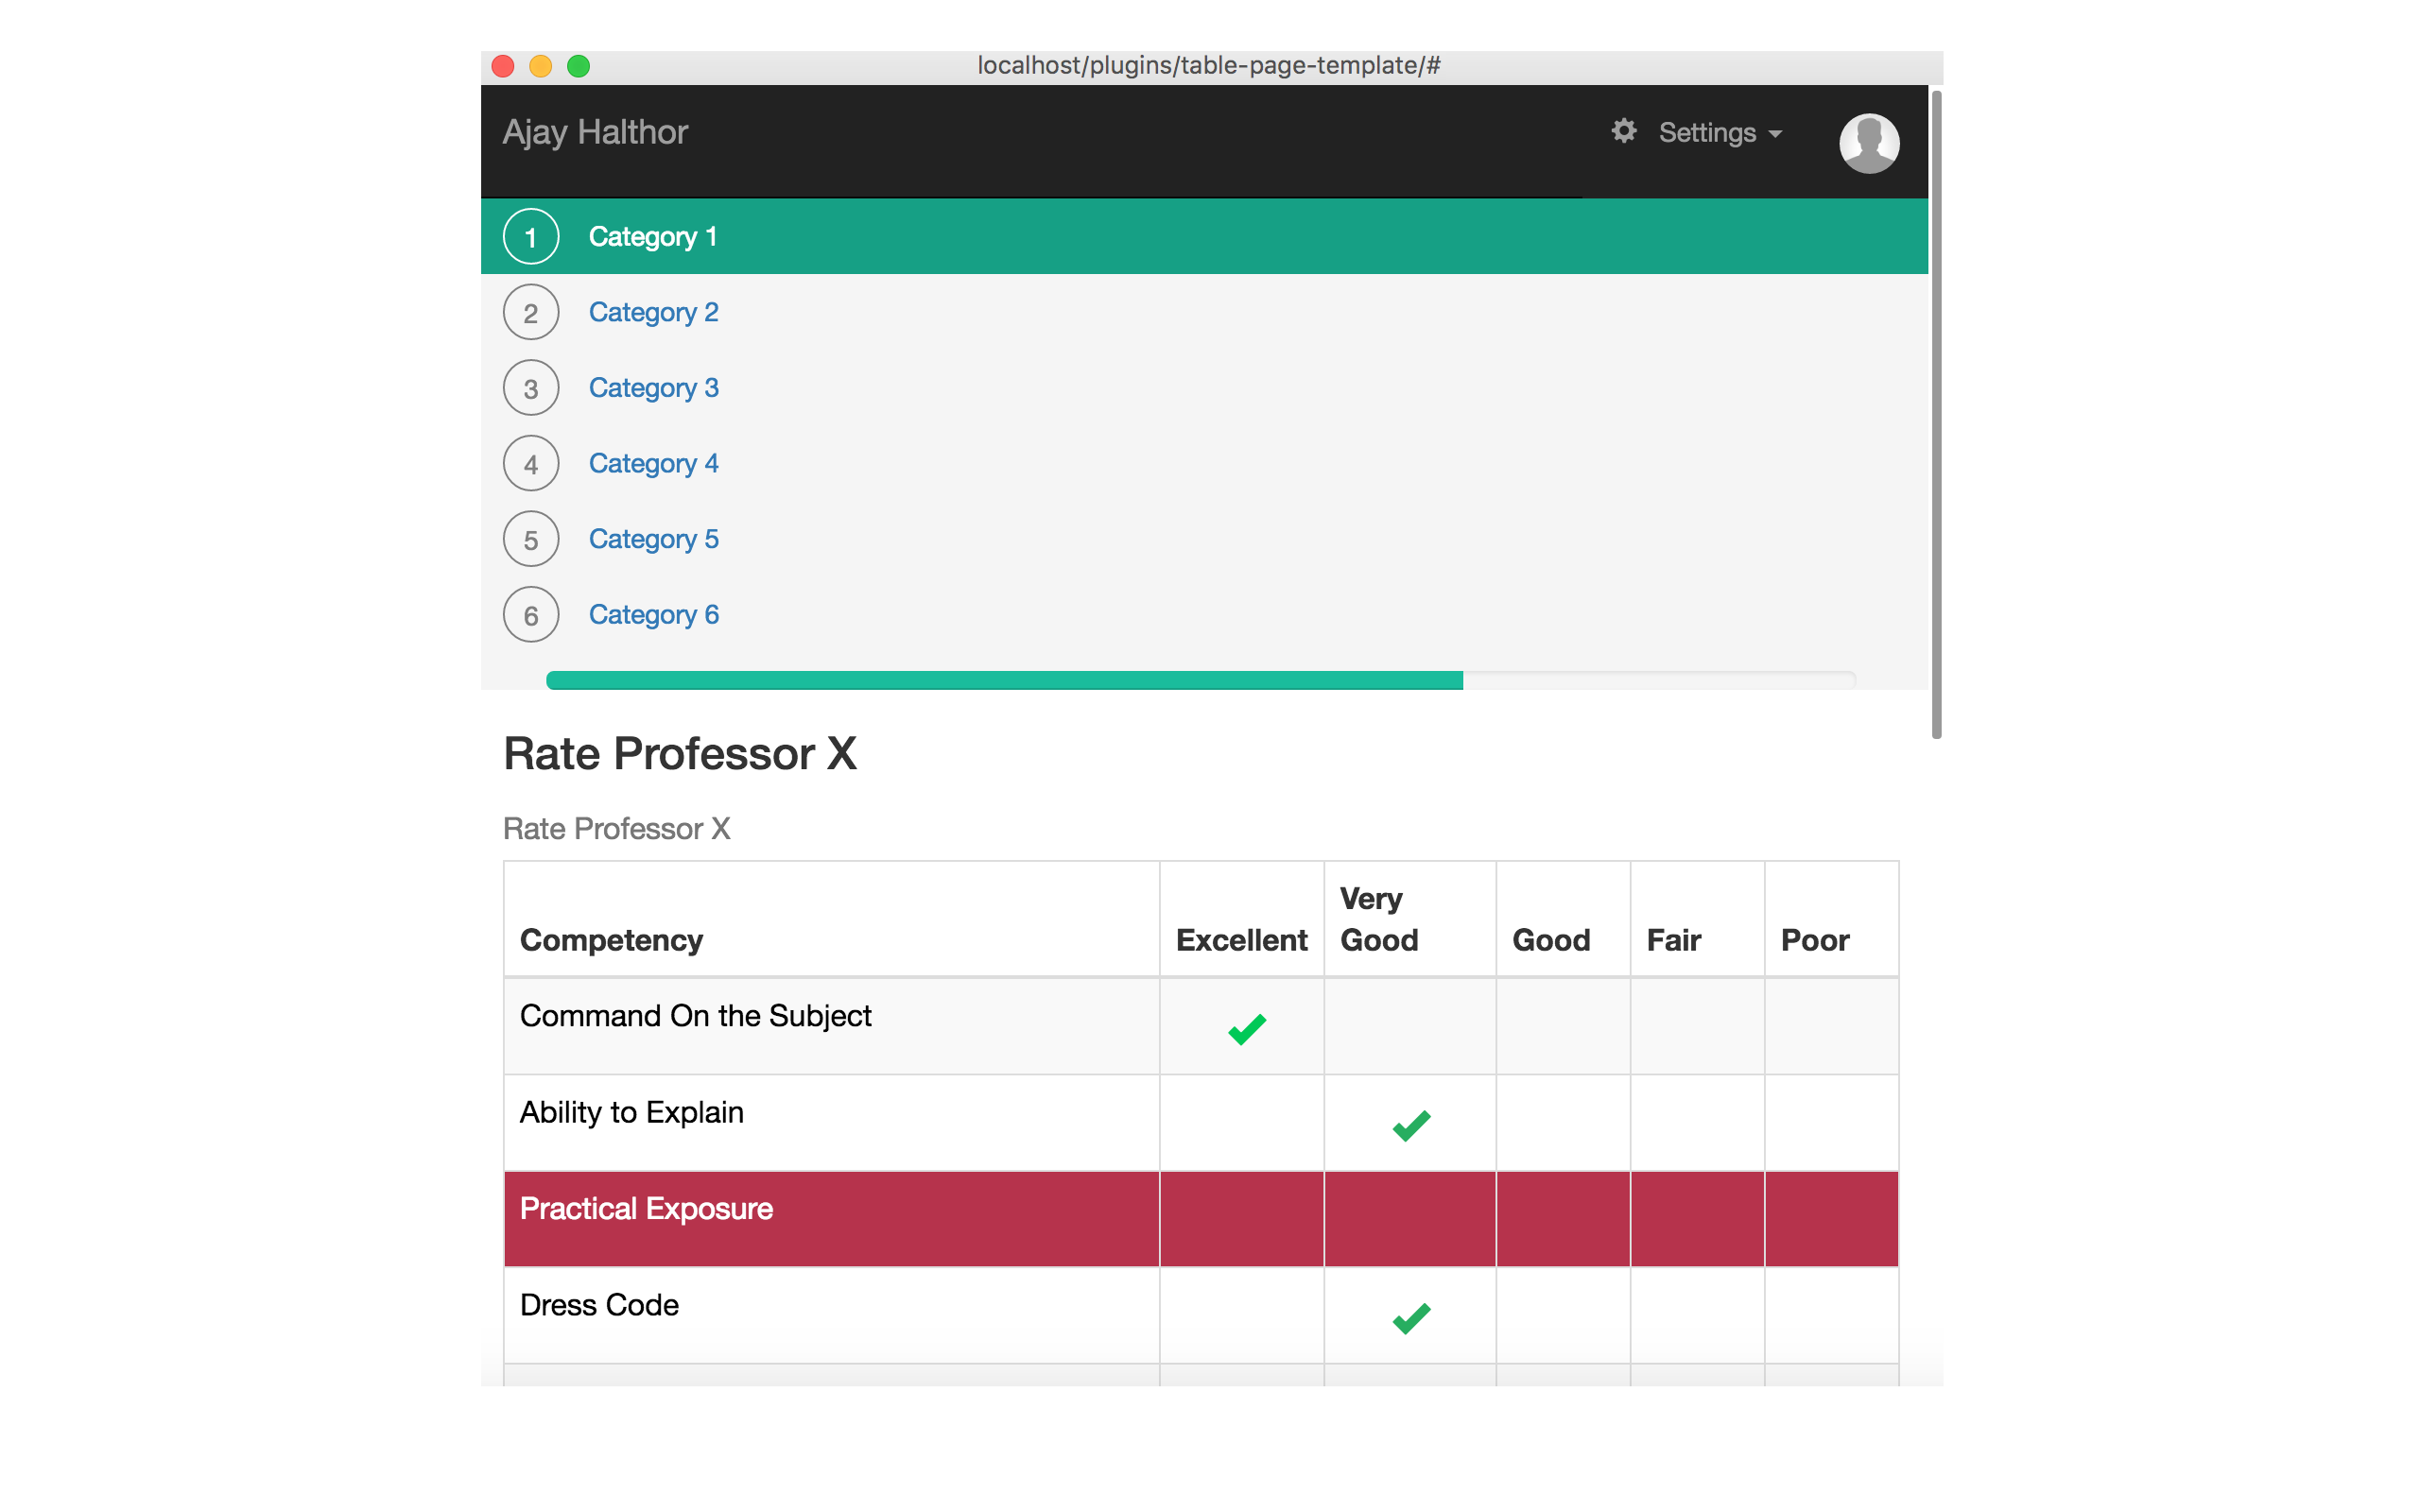 localhost/plugins/table-page-template/#
Ajay Halthor
Settings
1 Category 1
2 Category 2
3 Category 3
4 Category 4
5 Category 5
6 Category 6
Rate Professor X
Rate Professor X
Competency Excellent Very Good Good Fair Poor
Command On the Subject
Ability to Explain
Practical Exposure
Dress Code